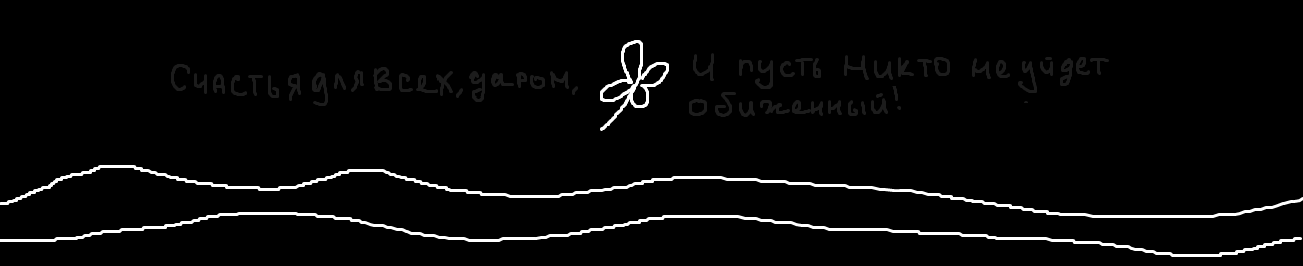 Счастья для всех, даром,
И пусть никто не уйдет
обиженный!